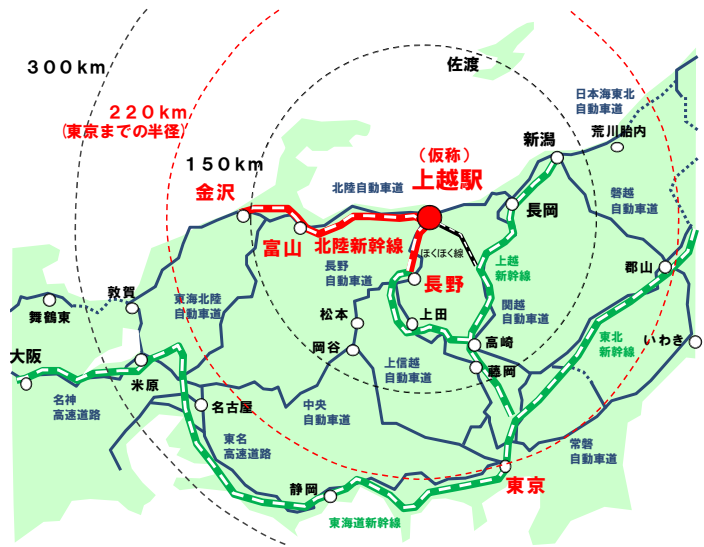 ３００ｋｍ
佐渡
日本海東北
自動車道
２２０ｋｍ
(東京までの半径)
荒川胎内
新潟
１５０ｋｍ
（仮称）
上越駅
金沢
北陸自動車道
磐越
自動車道
長岡
富山
北陸新幹線
ほくほく線
上越
新幹線
郡山
長野
自動車道
長野
敦賀
舞鶴東
東海北陸
自動車道
松本
上田
関越
自動車道
東北
新幹線
いわき
大阪
岡谷
高崎
上信越
自動車道
藤岡
米原
名神
高速道路
名古屋
中央
自動車道
東名
高速道路
常磐
自動車道
静岡
東京
東海道新幹線